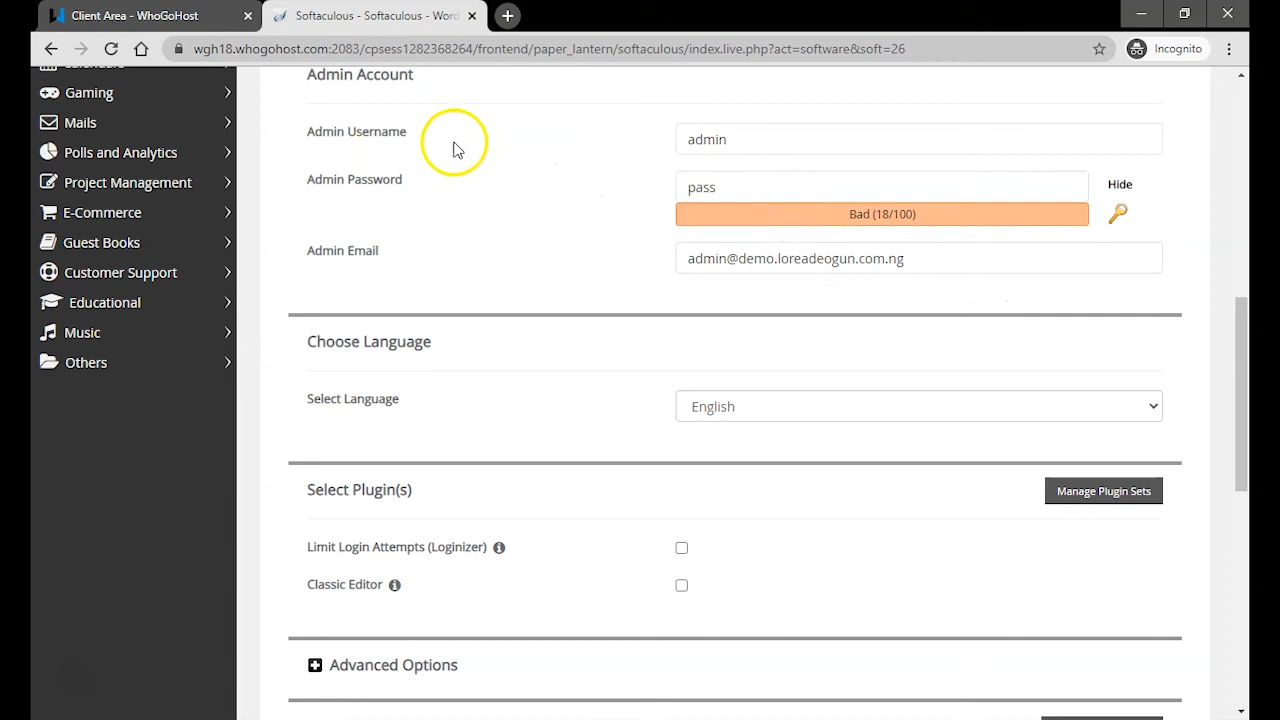 Client Area - WhoGoHost
Softaculous - Softaculous - Word
wgh18.whogohost.com:2083/cpsess1282368264/frontend/paper_lantern/softaculous/index.live.php?act=software&soft=26
Incognito
Gaming
Mails
Polls and Analytics
Project Management
E-Commerce
Guest Books
Customer Support
Educational
Music
Others
Admin Account
Admin Username
admin
Admin Password
pass
Hide
Bad (18/100)
Admin Email
admin@demo.loreadeogun.com.ng
Choose Language
Select Language
English
Select Plugin(s)
Manage Plugin Sets
Limit Login Attempts (Loginizer)
Classic Editor
Advanced Options